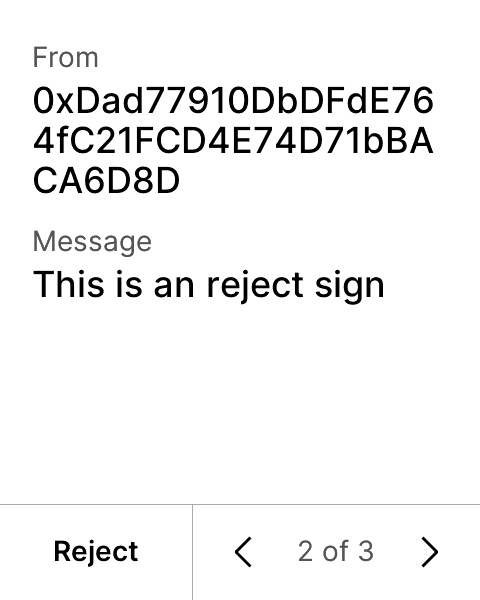 From
0xDad77910DbDFdE76
4fC21FCD4E74D71bBA
CA6D8D
Message
This is an reject sign
Reject
2 of 3